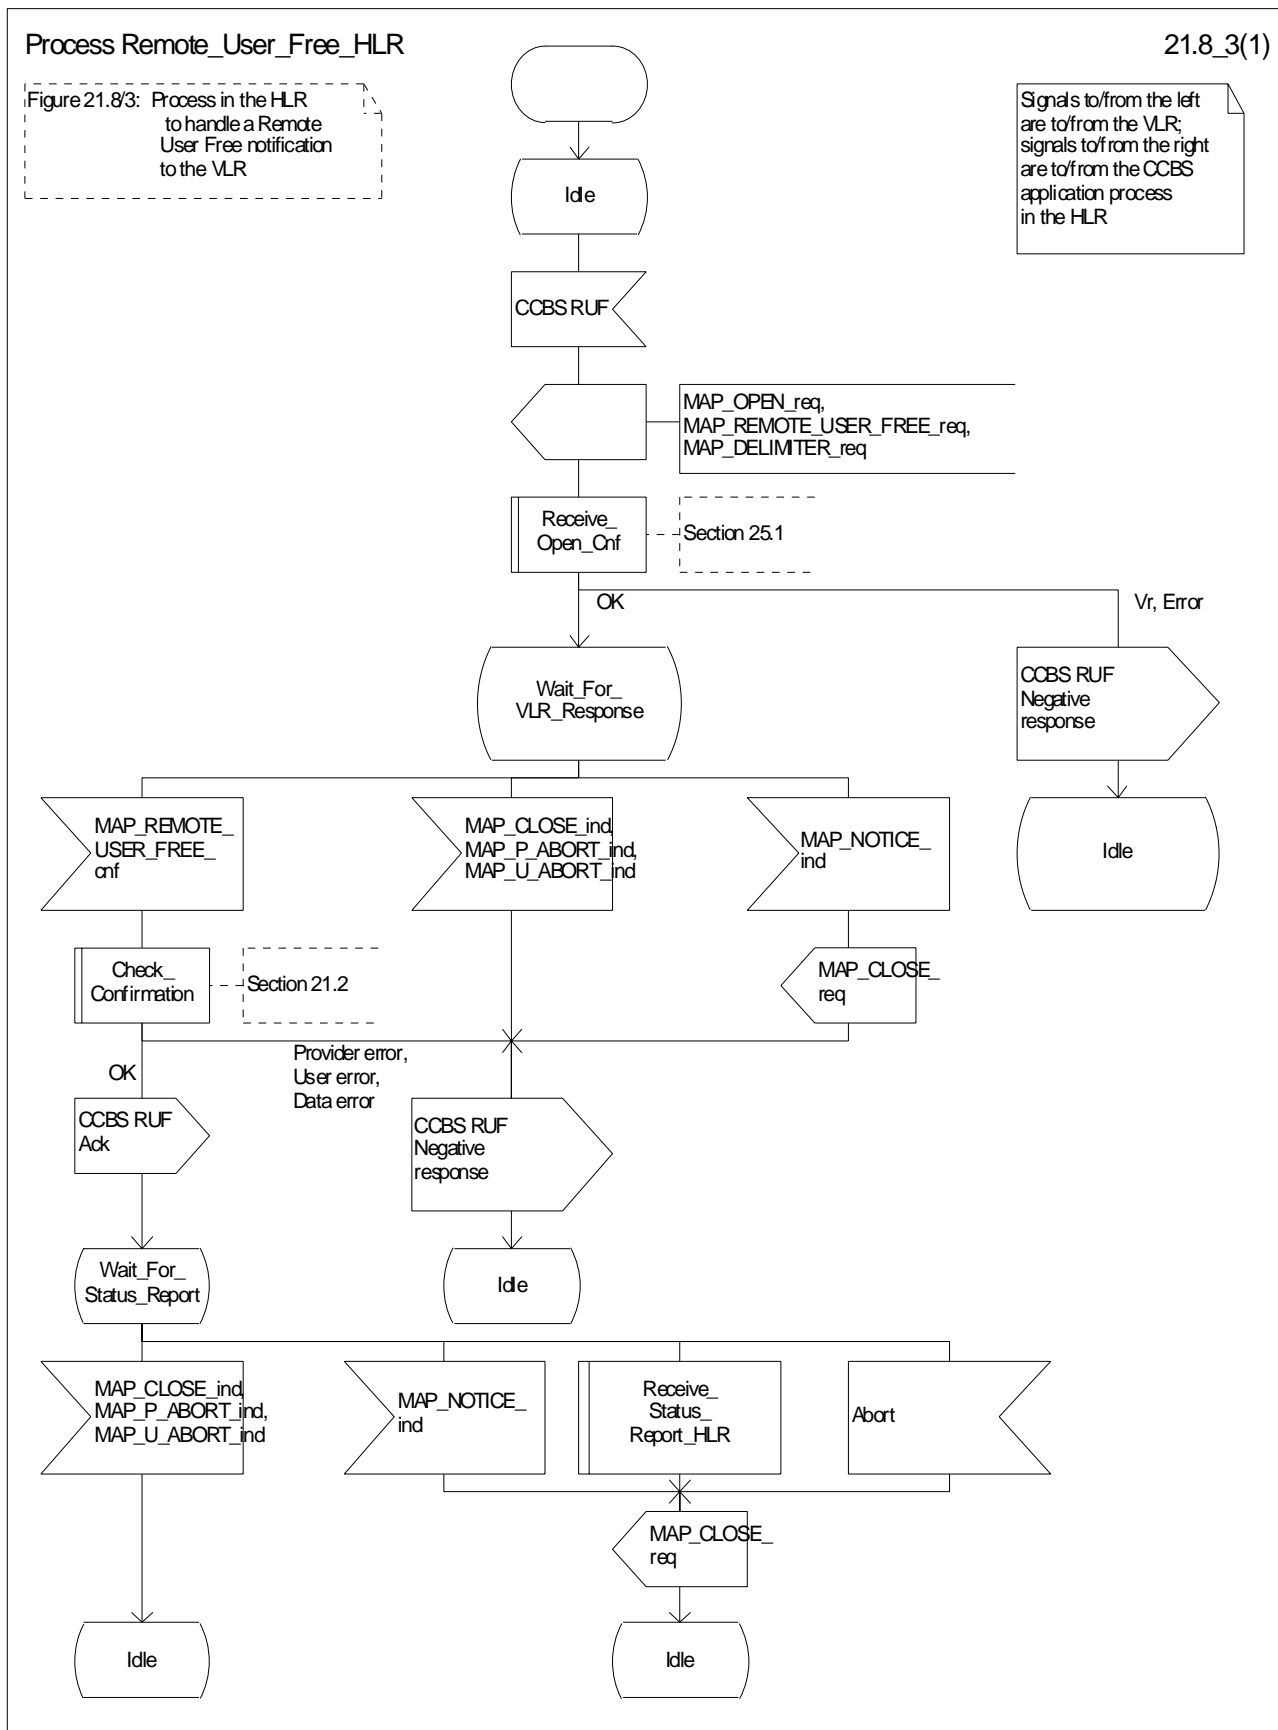 Process Remote_User_Free_HLR
21.8_3(1)
Figure 21.8/3: Process in the HLR
to handle a Remote
User Free notification
to the VLR
Signals to/from the left
are to/from the VLR;
signals to/from the right
are to/from the CCBS
application process
in the HLR
Idle
CCBS RUF
MAP_OPEN_req,
MAP_REMOTE_USER_FREE_req,
MAP_DELIMITER_req
Receive_
Open_Cnf
Section 25.1
OK
Vr, Error
Wait_For_
VLR_Response
CCBS RUF
Negative
response
MAP_REMOTE_
USER_FREE_
cnf
MAP_CLOSE_ind,
MAP_P_ABORT_ind,
MAP_U_ABORT_ind
MAP_NOTICE_
ind
Idle
Check_
Confirmation
Section 21.2
MAP_CLOSE_
req
Provider error,
User error,
Data error
OK
CCBS RUF
Ack
CCBS RUF
Negative
response
Wait_For_
Status_Report
Idle
MAP_CLOSE_ind,
MAP_P_ABORT_ind,
MAP_U_ABORT_ind
MAP_NOTICE_
ind
Receive_
Status_
Report_HLR
Abort
MAP_CLOSE_
req
Idle
Idle